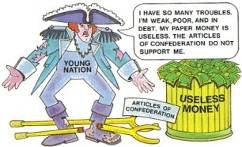 I HAVE SO MANY TROUBLES.
I'M WEAK, POOR, AND IN
DEBT. MY PAPER MONEY IS
USELESS. THE ARTICLES
OF CONFEDERATION DO NOT
SUPPORT ME.
YOUNG
NATION
ARTICLES OF
CONFEDERATION
USELESS
MONEY